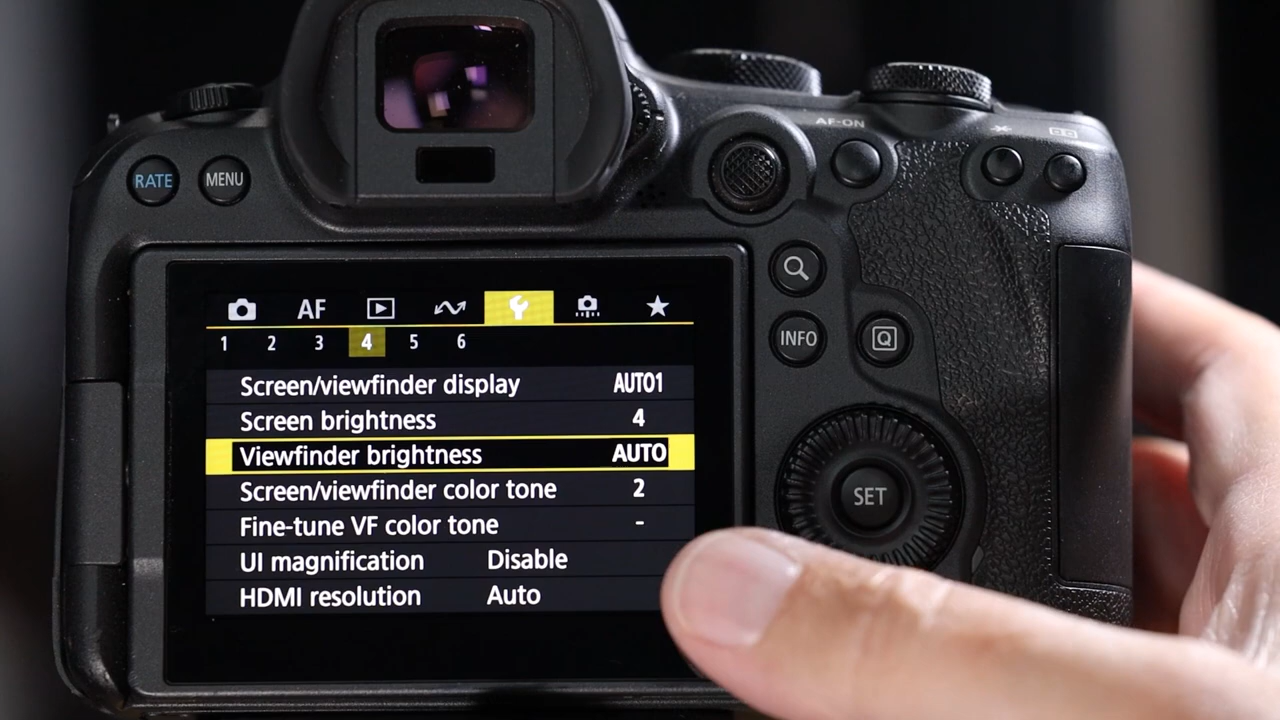 AF-ON
RATE
MENU
INFO
Q
SET
AF
1 2 3 4 5 6
Screen/viewfinder display AUTO1
Screen brightness 4
Viewfinder brightness AUTO
Screen/viewfinder color tone 2
Fine-tune VF color tone -
UI magnification Disable
HDMI resolution Auto